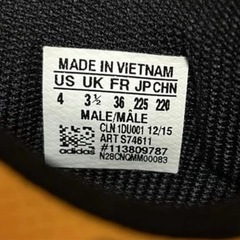 MADE IN VIETNAM
US UK FR JP CHN
4 3½ 36 225 220
MALE/MÂLE
CLN 1DU001 12/15
ART S74611
#113809787
N28CNQMM00083
adidas